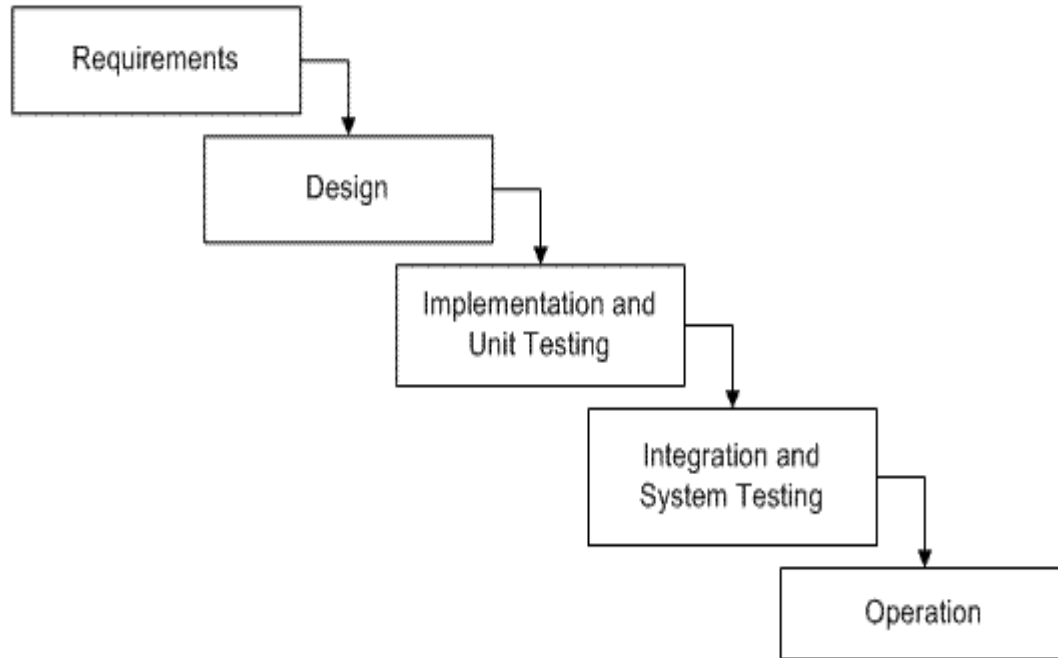 Requirements
Design
Implementation and
Unit Testing
Integration and
System Testing
Operation